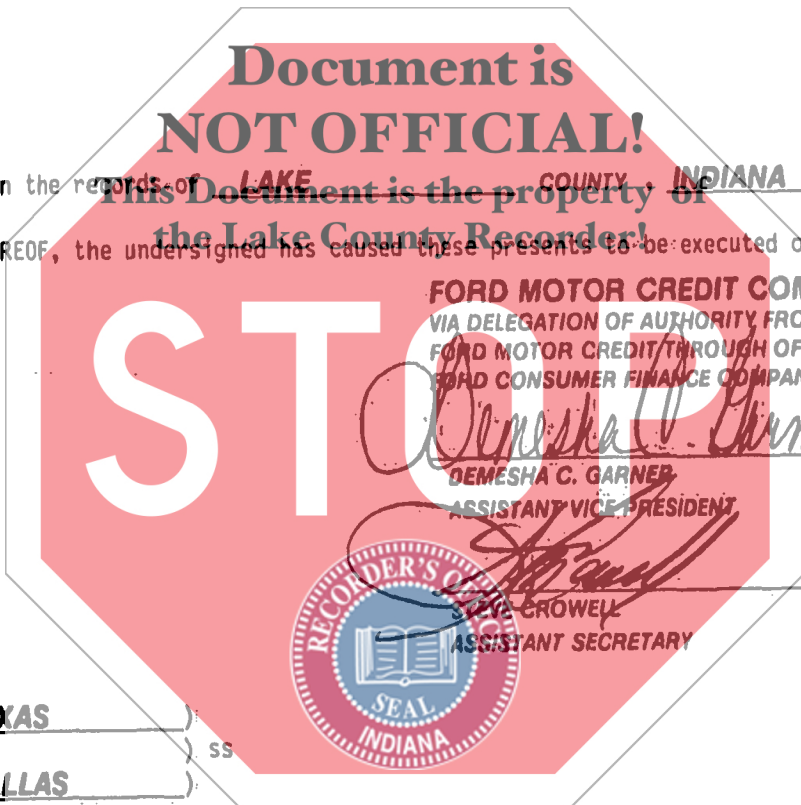 Document is
NOT OFFICIAL!
n the records of LAKE COUNTY, INDIANA
This Document is the property of
the Lake County Recorder!
REOF, the undersigned has caused these presents to be executed o
FORD MOTOR CREDIT COM
VIA DELEGATION OF AUTHORITY FRO
FORD MOTOR CREDIT THROUGH OF
FORD CONSUMER FINANCE COMPAN
STOP
Demesha C. Garn
DEMESHA C. GARNER
ASSISTANT VICE PRESIDENT
STEVE CROWELL
ASSISTANT SECRETARY
RECORDER'S OFFICE
SEAL
INDIANA
XAS )
) ss
LLAS )